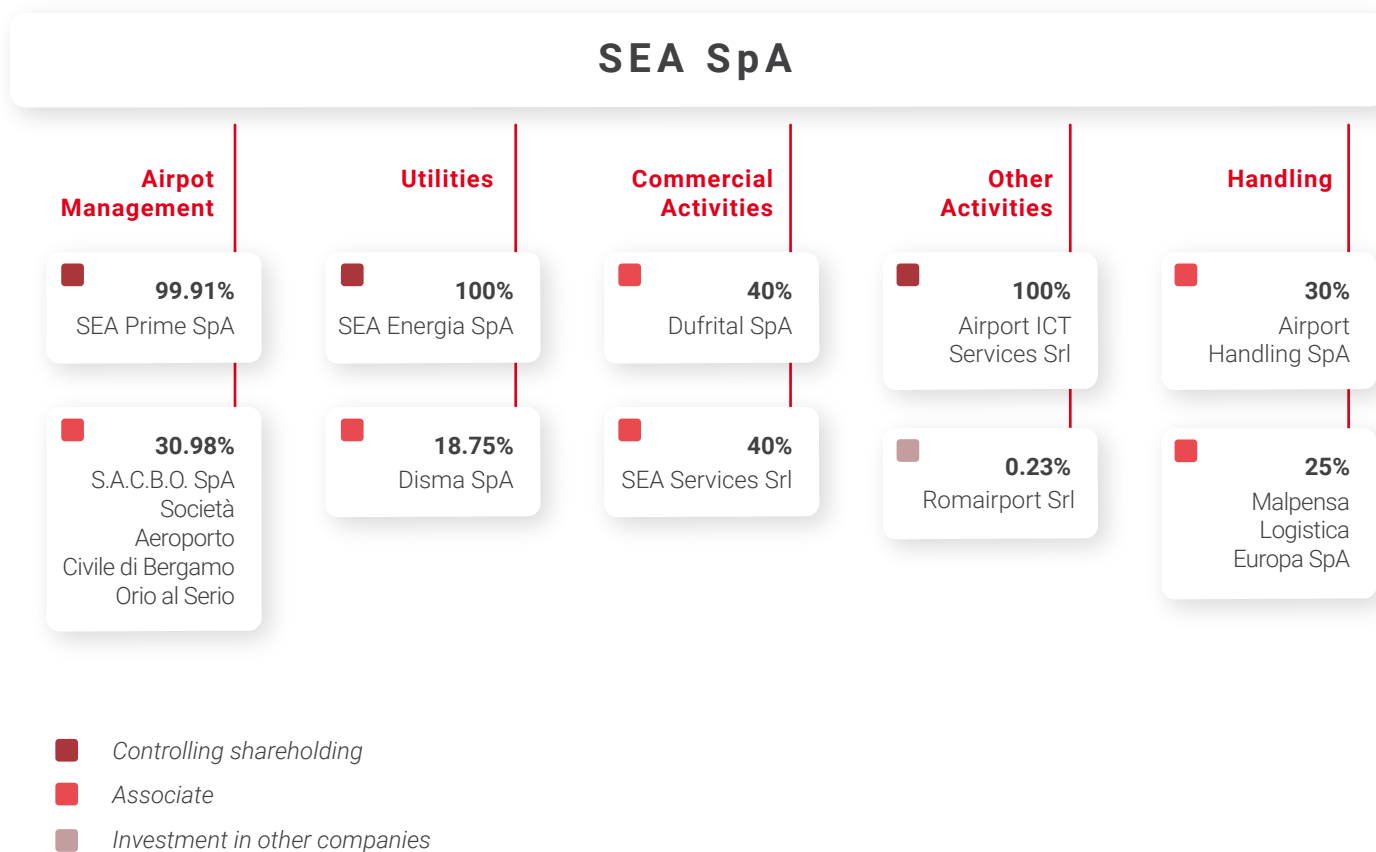 SEA SpA
Airpot
Management
99.91%
SEA Prime SpA
30.98%
S.A.C.B.O. SpA
Società
Aeroporto
Civile di Bergamo
Orio al Serio
Utilities
100%
SEA Energia SpA
18.75%
Disma SpA
Commercial
Activities
40%
Dufrital SpA
40%
SEA Services Srl
Other
Activities
100%
Airport ICT
Services Srl
0.23%
Romairport Srl
Handling
30%
Airport
Handling SpA
25%
Malpensa
Logistica
Europa SpA
Controlling shareholding
Associate
Investment in other companies